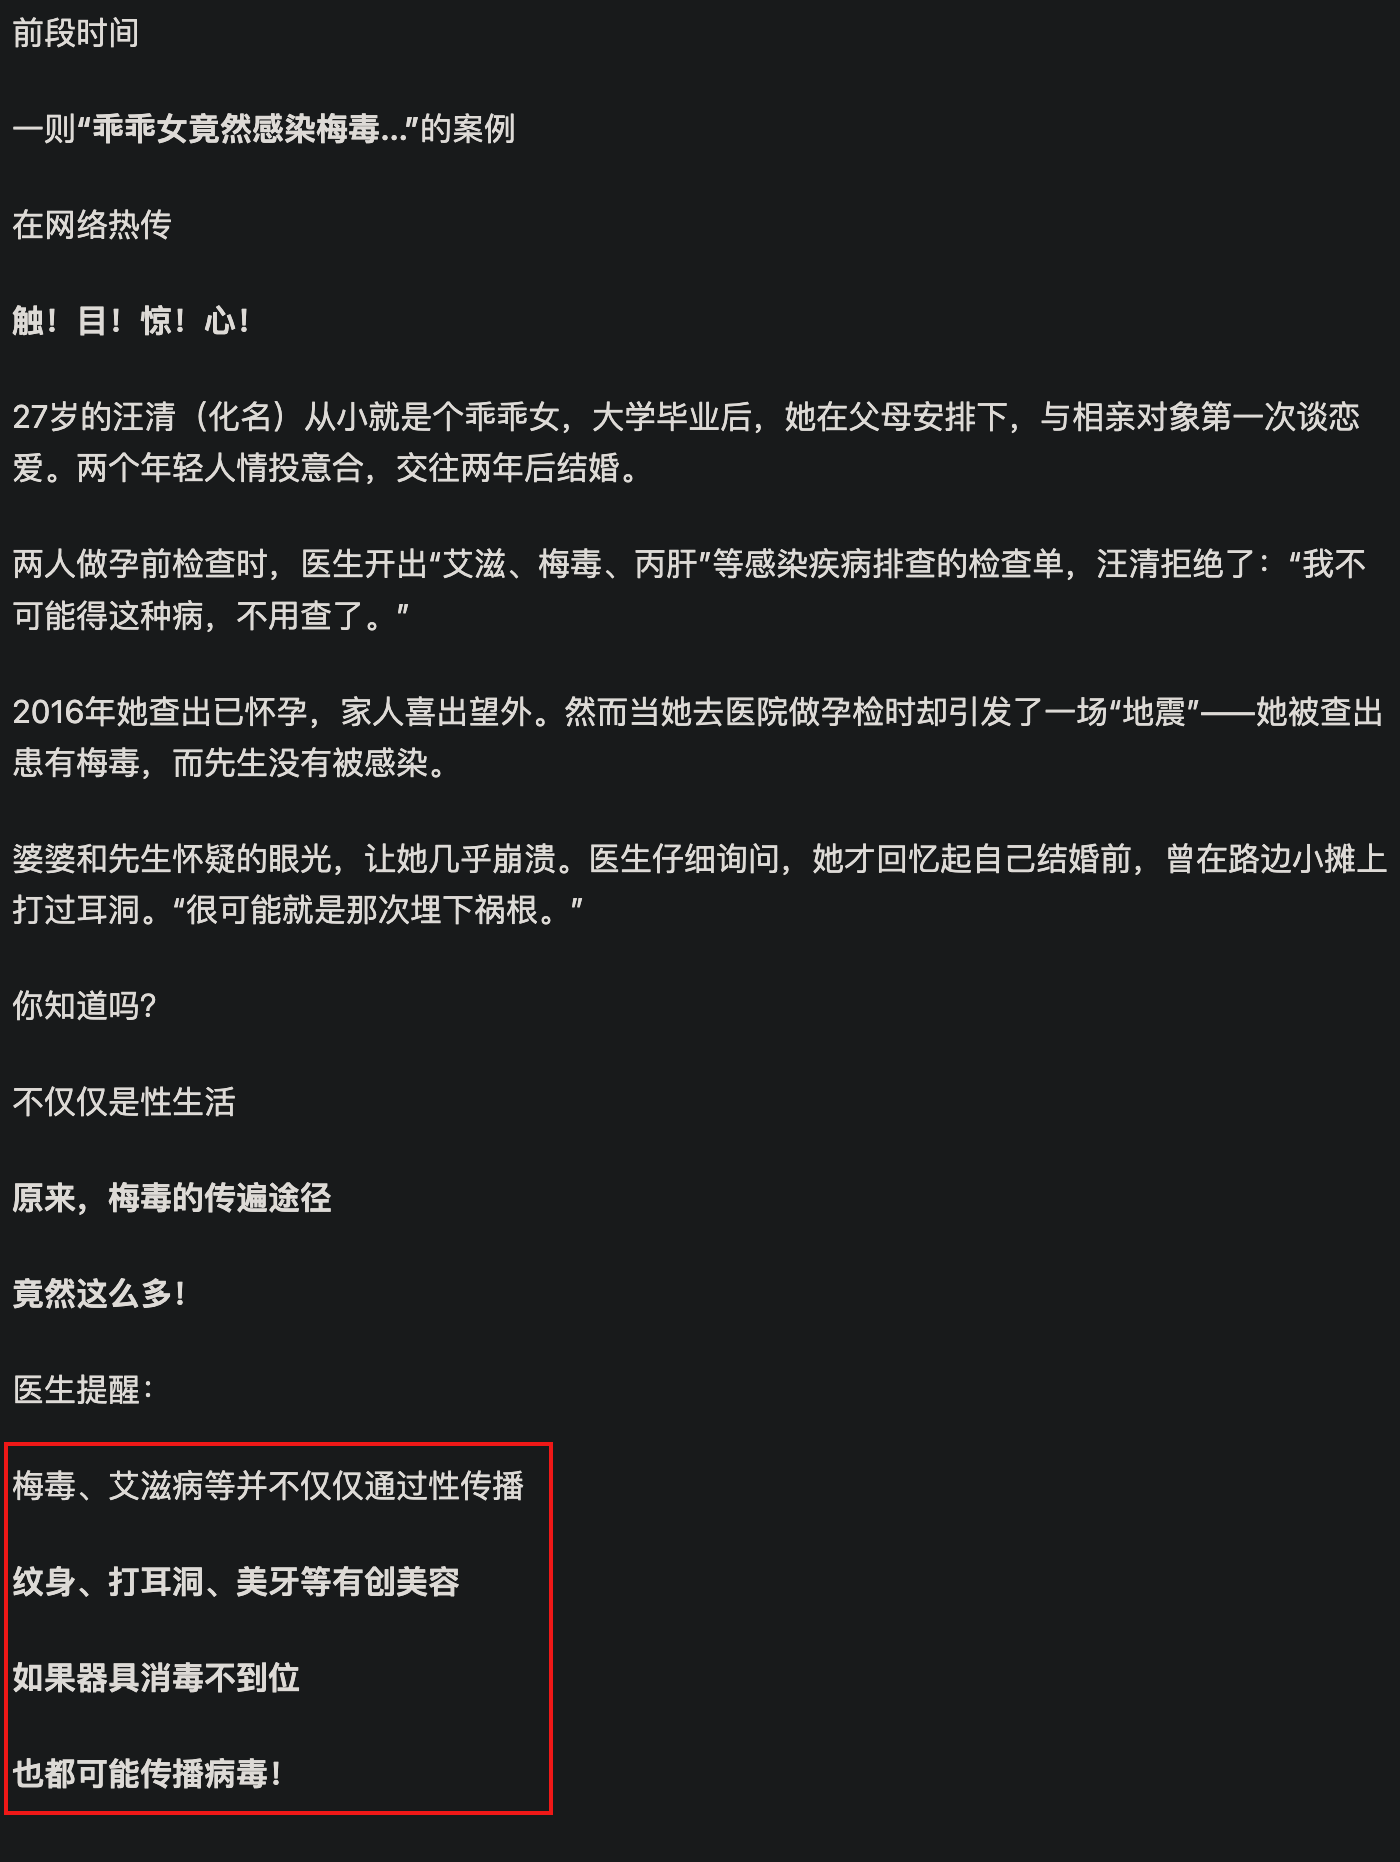 前段时间
一则“乖乖女竟然感染梅毒...”的案例
在网络热传
触！目！惊！心！
27岁的汪清（化名）从小就是个乖乖女，大学毕业后，她在父母安排下，与相亲对象第一次谈恋
爱。两个年轻人情投意合，交往两年后结婚。
两人做孕前检查时，医生开出“艾滋、梅毒、丙肝”等感染疾病排查的检查单，汪清拒绝了：“我不
可能得这种病，不用查了。”
2016年她查出已怀孕，家人喜出望外。然而当她去医院做孕检时却引发了一场“地震”——她被查出
患有梅毒，而先生没有被感染。
婆婆和先生怀疑的眼光，让她几乎崩溃。医生仔细询问，她才回忆起自己结婚前，曾在路边小摊上
打过耳洞。“很可能就是那次埋下祸根。”
你知道吗？
不仅仅是性生活
原来，梅毒的传遍途径
竟然这么多！
医生提醒：
梅毒、艾滋病等并不仅仅通过性传播
纹身、打耳洞、美牙等有创美容
如果器具消毒不到位
也都可能传播病毒！